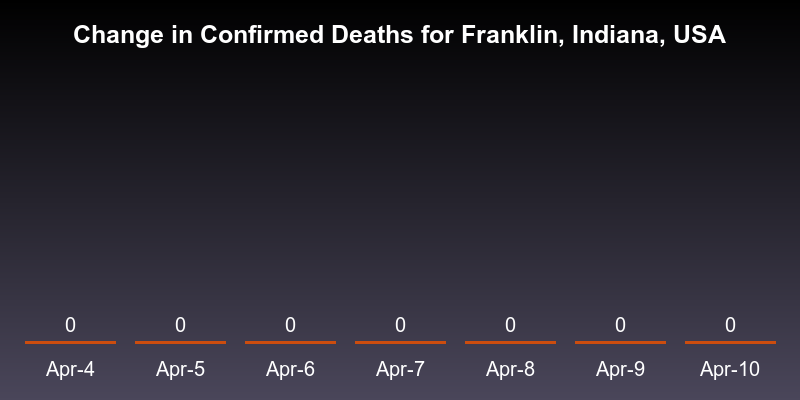 Change in Confirmed Deaths for Franklin, Indiana, USA
0 0 0 0 0 0 0
Apr-4 Apr-5 Apr-6 Apr-7 Apr-8 Apr-9 Apr-10